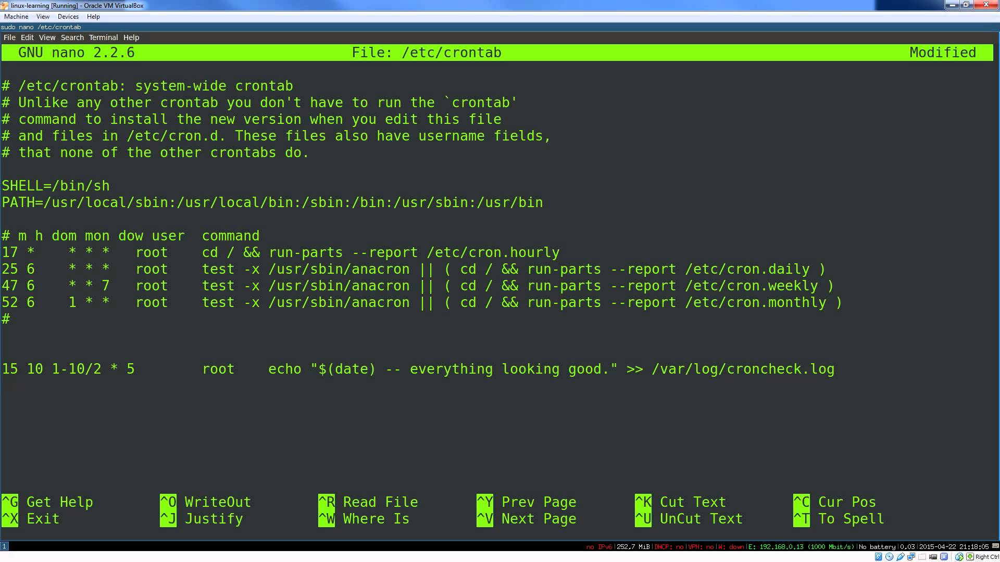 linux-learning [Running] - Oracle VM VirtualBox
Machine View Devices Help
sudo nano /etc/crontab
File Edit View Search Terminal Help
GNU nano 2.2.6 File: /etc/crontab Modified
# /etc/crontab: system-wide crontab
# Unlike any other crontab you don't have to run the `crontab'
# command to install the new version when you edit this file
# and files in /etc/cron.d. These files also have username fields,
# that none of the other crontabs do.
SHELL=/bin/sh
PATH=/usr/local/sbin:/usr/local/bin:/sbin:/bin:/usr/sbin:/usr/bin
# m h dom mon dow user  command
17 *    * * *   root    cd / && run-parts --report /etc/cron.hourly
25 6    * * *   root    test -x /usr/sbin/anacron || ( cd / && run-parts --report /etc/cron.daily )
47 6    * * 7   root    test -x /usr/sbin/anacron || ( cd / && run-parts --report /etc/cron.weekly )
52 6    1 * *   root    test -x /usr/sbin/anacron || ( cd / && run-parts --report /etc/cron.monthly )
#
15 10 1-10/2 * 5        root    echo "$(date) -- everything looking good." >> /var/log/croncheck.log
^G Get Help ^O WriteOut ^R Read File ^Y Prev Page ^K Cut Text ^C Cur Pos
^X Exit ^J Justify ^W Where Is ^V Next Page ^U UnCut Text ^T To Spell
1 no IPv6|252,7 MiB|DHCP: no|VPN: no|W: down|E: 192.168.0.13 (1000 Mbit/s)|No battery|0,03|2015-04-22 21:18:05
Right Ctrl